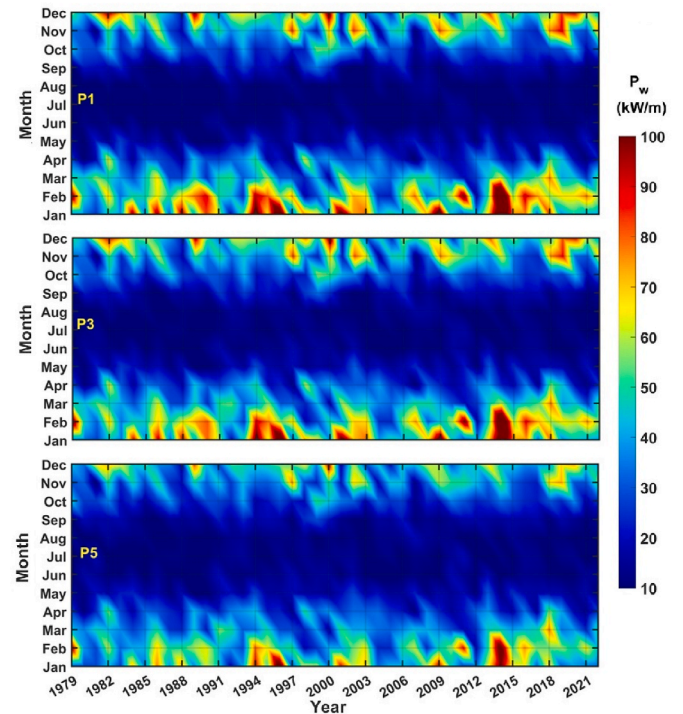 Dec
Nov
Oct
Sep
Aug
Jul
Jun
May
Apr
Mar
Feb
Jan
Month
P1
Dec
Nov
Oct
Sep
Aug
Jul
Jun
May
Apr
Mar
Feb
Jan
Month
P3
Dec
Nov
Oct
Sep
Aug
Jul
Jun
May
Apr
Mar
Feb
Jan
Month
P5
1979 1982 1985 1988 1991 1994 1997 2000 2003 2006 2009 2012 2015 2018 2021
Year
Pw
(kW/m)
100
90
80
70
60
50
40
30
20
10